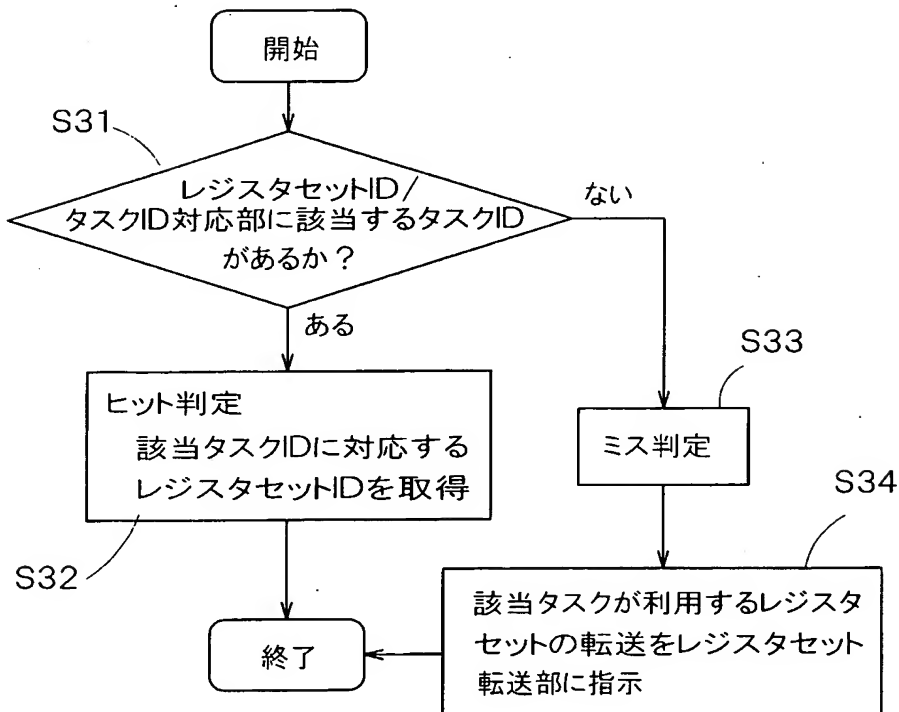 開始
S31
レジスタセットID/
タスクID対応部に該当するタスクID
があるか?
ない
ある
S33
ヒット判定
該当タスクIDに対応する
レジスタセットIDを取得
ミス判定
S32
S34
該当タスクが利用するレジスタ
セットの転送をレジスタセット
転送部に指示
終了